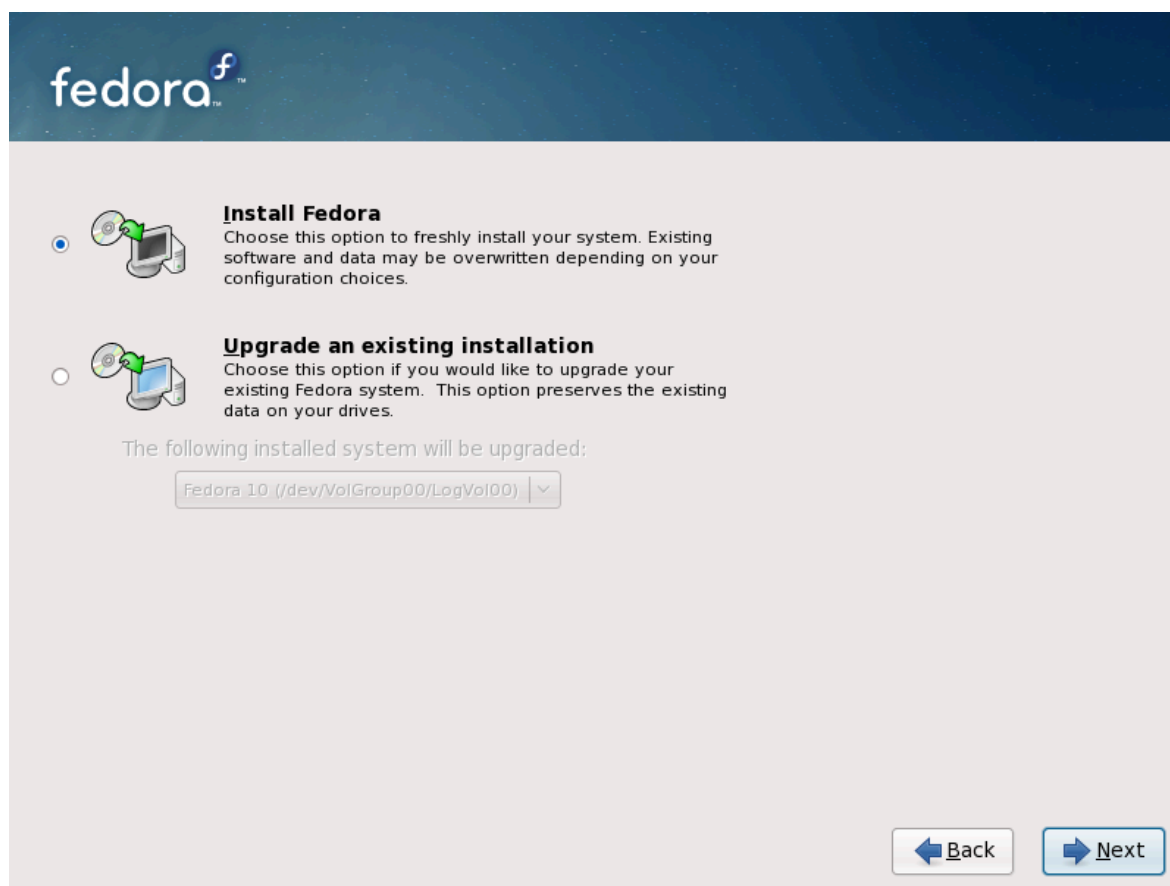 fedora f™
Install Fedora
Choose this option to freshly install your system. Existing
software and data may be overwritten depending on your
configuration choices.
Upgrade an existing installation
Choose this option if you would like to upgrade your
existing Fedora system.  This option preserves the existing
data on your drives.
The following installed system will be upgraded:
Fedora 10 (/dev/VolGroup00/LogVol00)
Back
Next